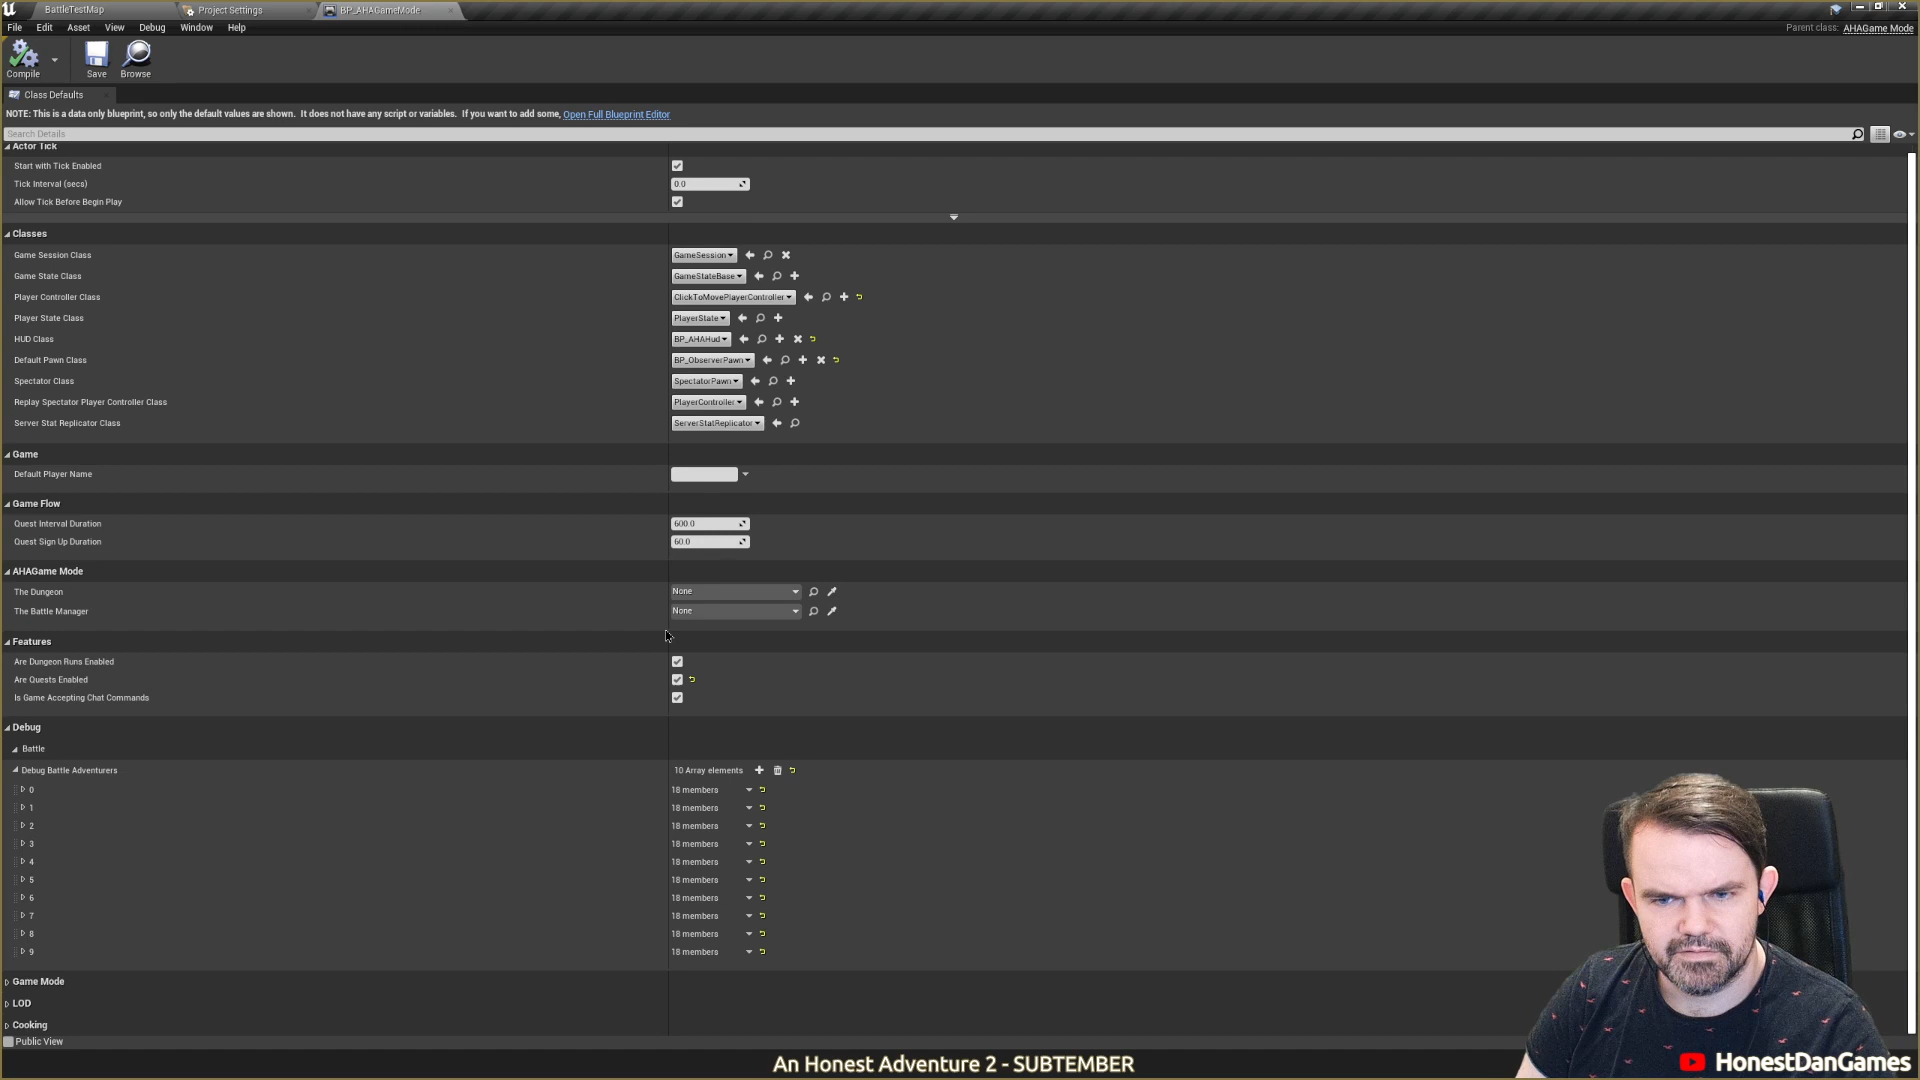 BattleTestMap
Project Settings
BP_AHAGameMode
File Edit Asset View Debug Window Help
Parent class: AHAGame Mode
Compile Save Browse
Class Defaults
NOTE: This is a data only blueprint, so only the default values are shown. It does not have any script or variables. If you want to add some, Open Full Blueprint Editor
Search Details
Actor Tick
Start with Tick Enabled
Tick Interval (secs) 0.0
Allow Tick Before Begin Play
Classes
Game Session Class GameSession
Game State Class GameStateBase
Player Controller Class ClickToMovePlayerController
Player State Class PlayerState
HUD Class BP_AHAHud
Default Pawn Class BP_ObserverPawn
Spectator Class SpectatorPawn
Replay Spectator Player Controller Class PlayerController
Server Stat Replicator Class ServerStatReplicator
Game
Default Player Name
Game Flow
Quest Interval Duration 600.0
Quest Sign Up Duration 60.0
AHAGame Mode
The Dungeon None
The Battle Manager None
Features
Are Dungeon Runs Enabled
Are Quests Enabled
Is Game Accepting Chat Commands
Debug
Battle
Debug Battle Adventurers 10 Array elements
0 18 members
1 18 members
2 18 members
3 18 members
4 18 members
5 18 members
6 18 members
7 18 members
8 18 members
9 18 members
Game Mode
LOD
Cooking
Public View
An Honest Adventure 2 - SUBTEMBER
HonestDanGames